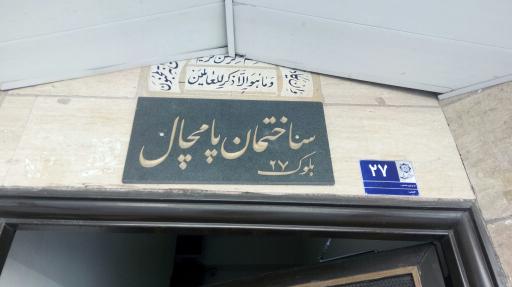 وما هو الا ذکر للعالمین
ساختمان پامچال
بلوک ۲۷
۲۷